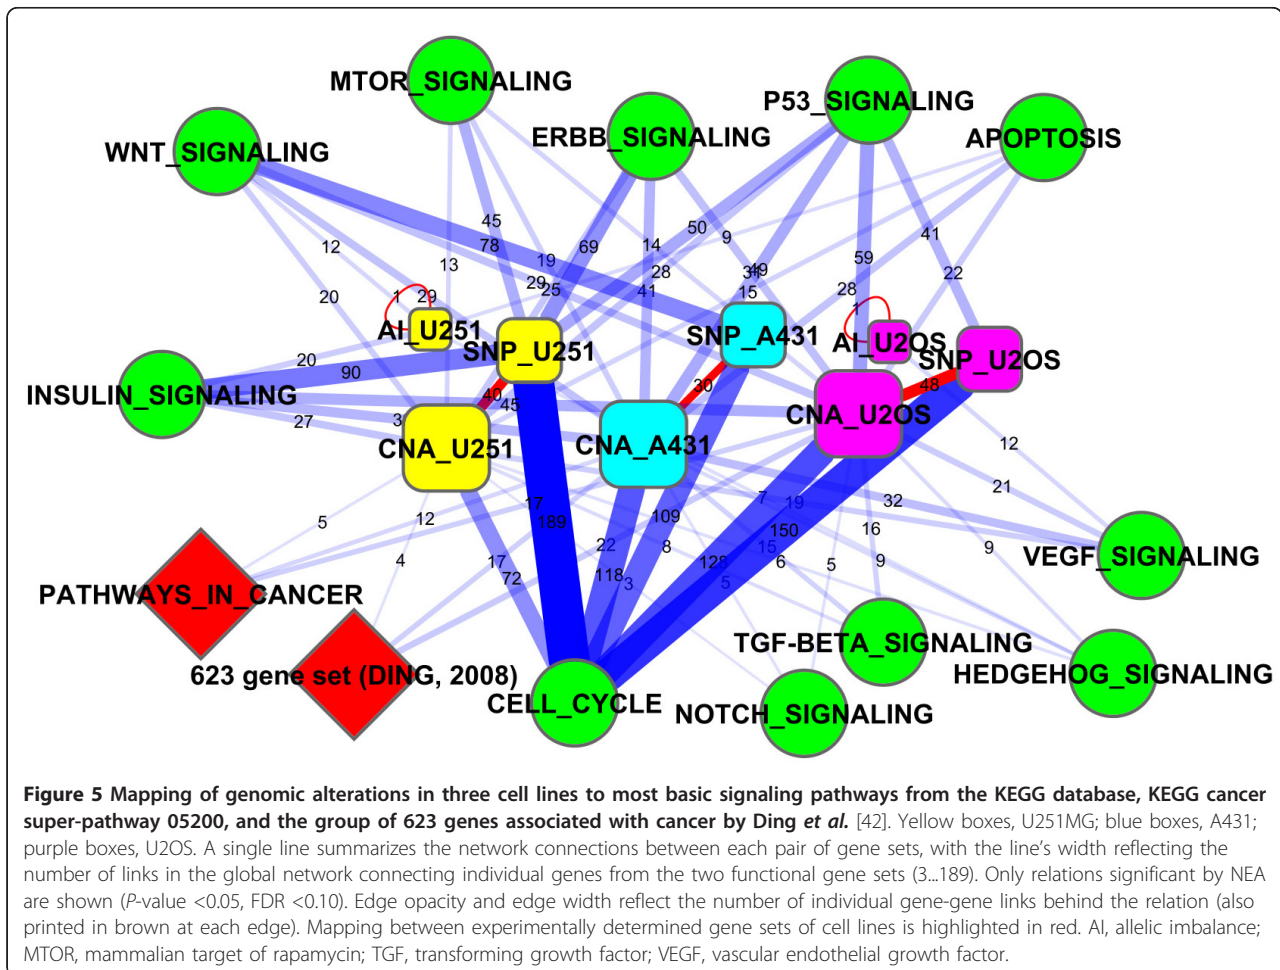 MTOR_SIGNALING
P53_SIGNALING
ERBB_SIGNALING
APOPTOSIS
WNT_SIGNALING
45
50
9
41
12
78
69
14
59
13
19
28
49
22
20
1
29
29
25
41
15
28
1
AI_U251
SNP_U251
SNP_A431
AI_U2OS
SNP_U2OS
20
90
INSULIN_SIGNALING
40
45
30
48
27
3
CNA_U251
CNA_A431
CNA_U2OS
12
21
5
12
17
189
109
7
19
32
150
16
9
VEGF_SIGNALING
4
17
72
22
118
3
8
128
5
15
6
5
9
PATHWAYS_IN_CANCER
623 gene set (DING, 2008)
CELL_CYCLE
TGF-BETA_SIGNALING
HEDGEHOG_SIGNALING
NOTCH_SIGNALING
Figure 5 Mapping of genomic alterations in three cell lines to most basic signaling pathways from the KEGG database, KEGG cancer
super-pathway 05200, and the group of 623 genes associated with cancer by Ding et al. [42]. Yellow boxes, U251MG; blue boxes, A431;
purple boxes, U2OS. A single line summarizes the network connections between each pair of gene sets, with the line's width reflecting the
number of links in the global network connecting individual genes from the two functional gene sets (3...189). Only relations significant by NEA
are shown (P-value <0.05, FDR <0.10). Edge opacity and edge width reflect the number of individual gene-gene links behind the relation (also
printed in brown at each edge). Mapping between experimentally determined gene sets of cell lines is highlighted in red. AI, allelic imbalance;
MTOR, mammalian target of rapamycin; TGF, transforming growth factor; VEGF, vascular endothelial growth factor.